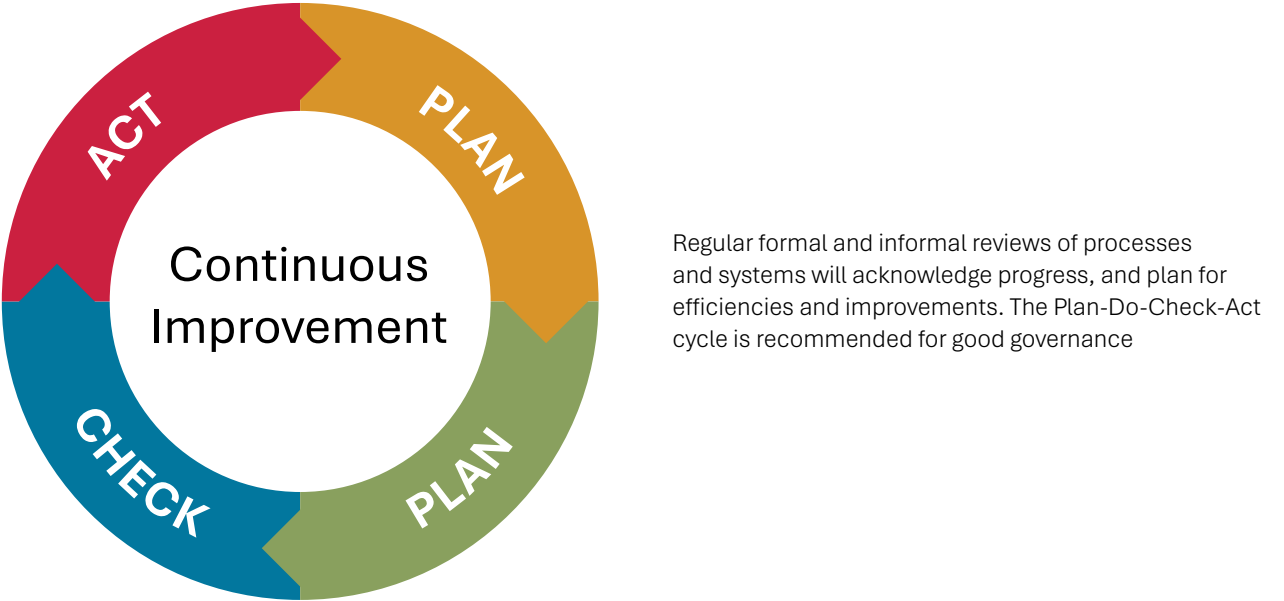 ACT
PLAN
Continuous
Improvement
CHECK
PLAN
Regular formal and informal reviews of processes
and systems will acknowledge progress, and plan for
efficiencies and improvements. The Plan-Do-Check-Act
cycle is recommended for good governance